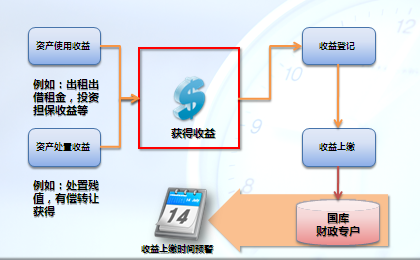 资产使用收益
例如：出租出
借租金，投资
担保收益等
资产处置收益
例如：处置残
值，有偿转让
获得
获得收益
收益登记
收益上缴
国库
财政专户
14
收益上缴时间预警
10
9
8